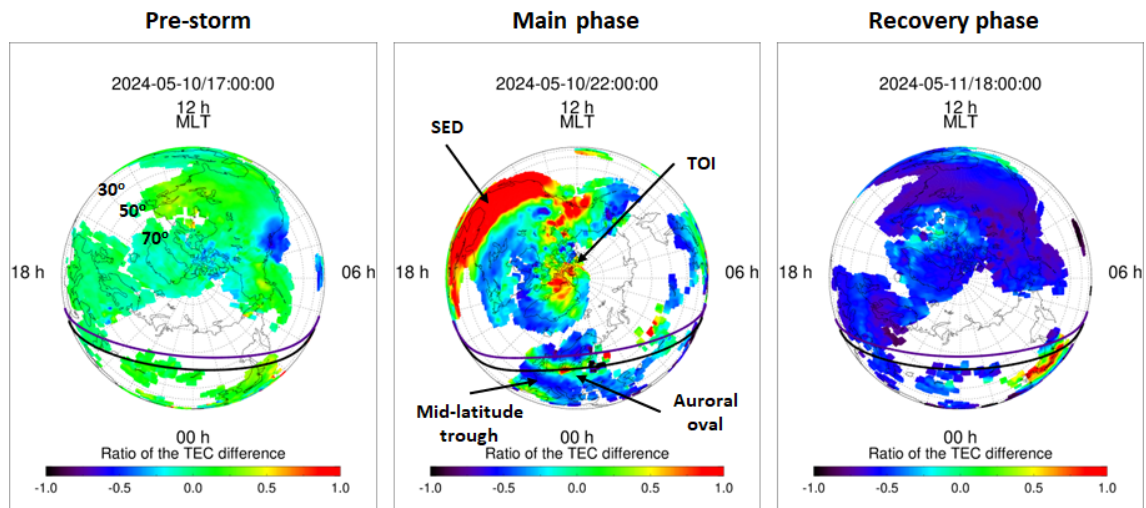 Pre-storm
2024-05-10/17:00:00
12 h
MLT
30°
50°
70°
18 h
06 h
00 h
Ratio of the TEC difference
-1.0 -0.5 0.0 0.5 1.0
Main phase
2024-05-10/22:00:00
12 h
MLT
SED
TOI
18 h
06 h
Mid-latitude
trough
Auroral
oval
00 h
Ratio of the TEC difference
-1.0 -0.5 0.0 0.5 1.0
Recovery phase
2024-05-11/18:00:00
12 h
MLT
18 h
06 h
00 h
Ratio of the TEC difference
-1.0 -0.5 0.0 0.5 1.0